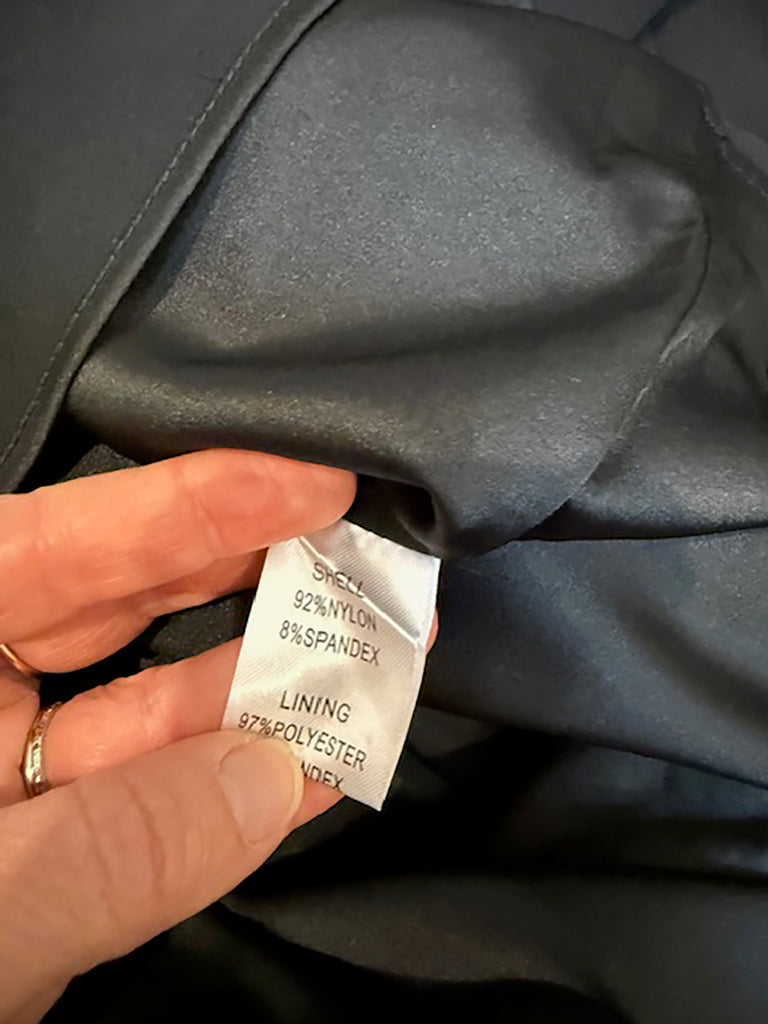 SHELL
92%NYLON
8%SPANDEX
LINING
97%POLYESTER